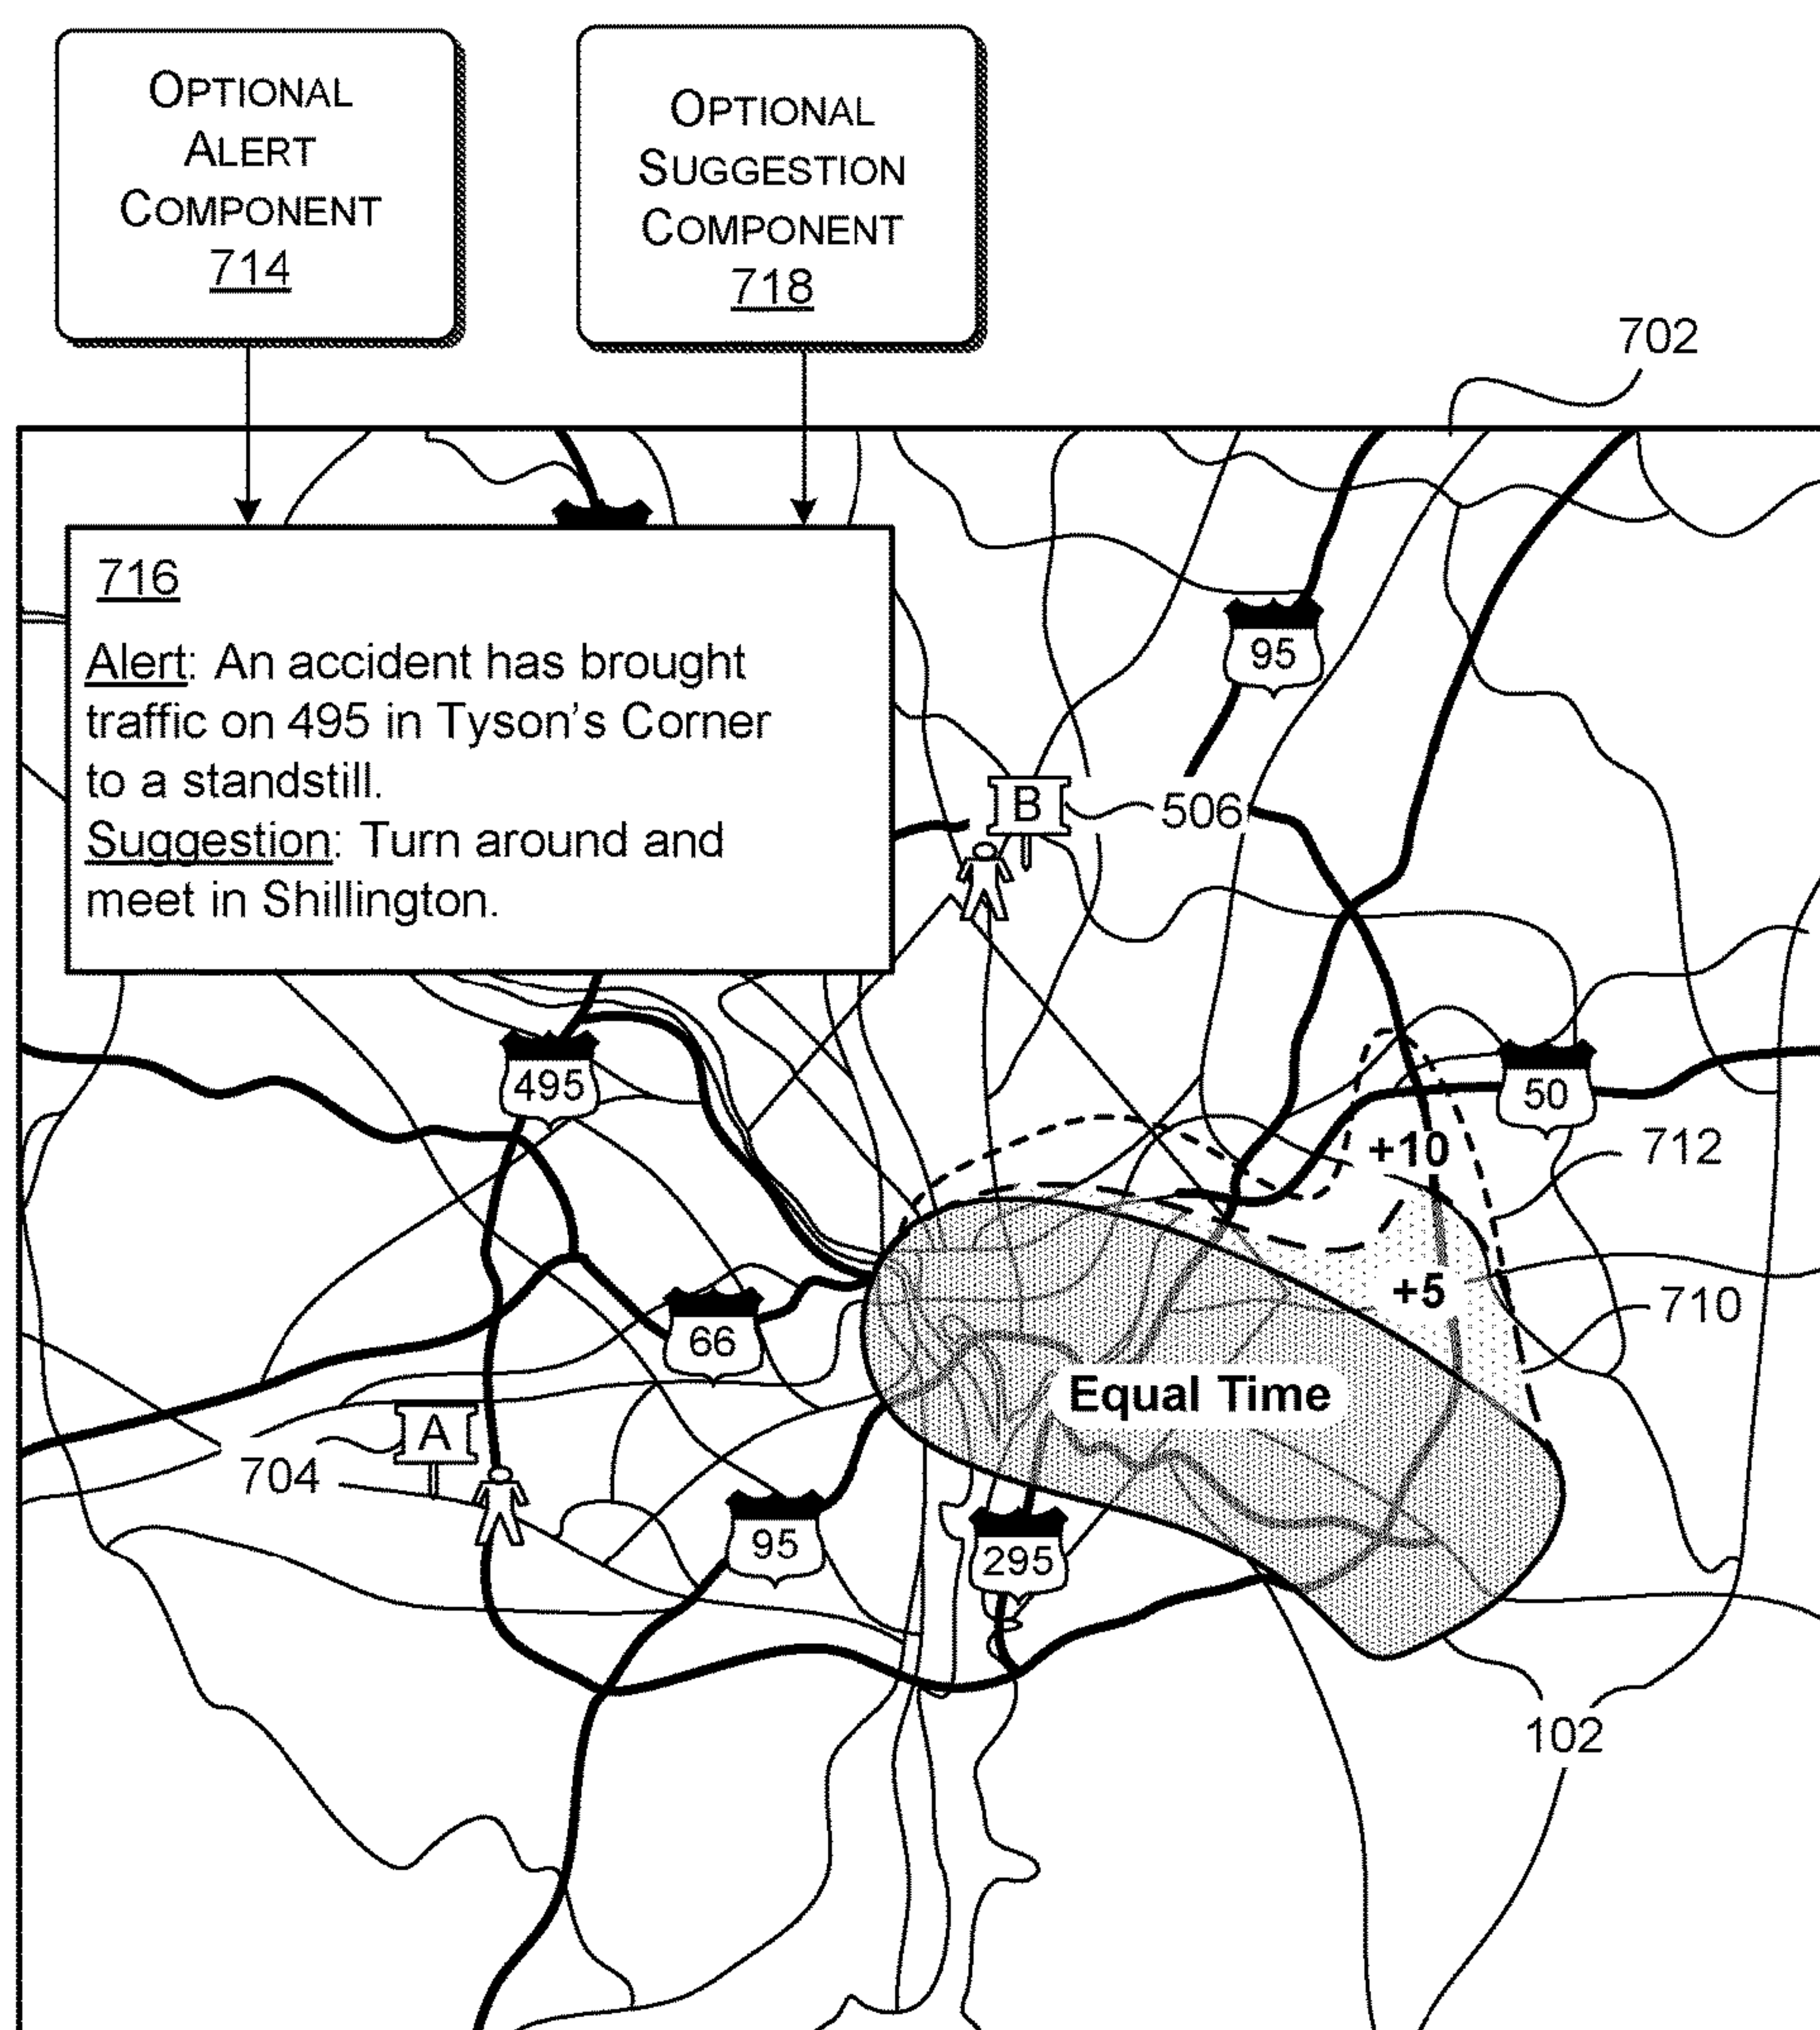 OPTIONAL
ALERT
COMPONENT
714
OPTIONAL
SUGGESTION
COMPONENT
718
702
716
Alert: An accident has brought
traffic on 495 in Tyson's Corner
to a standstill.
Suggestion: Turn around and
meet in Shillington.
95
B
506
495
50
+10
712
+5
710
66
Equal Time
A
704
95
295
102